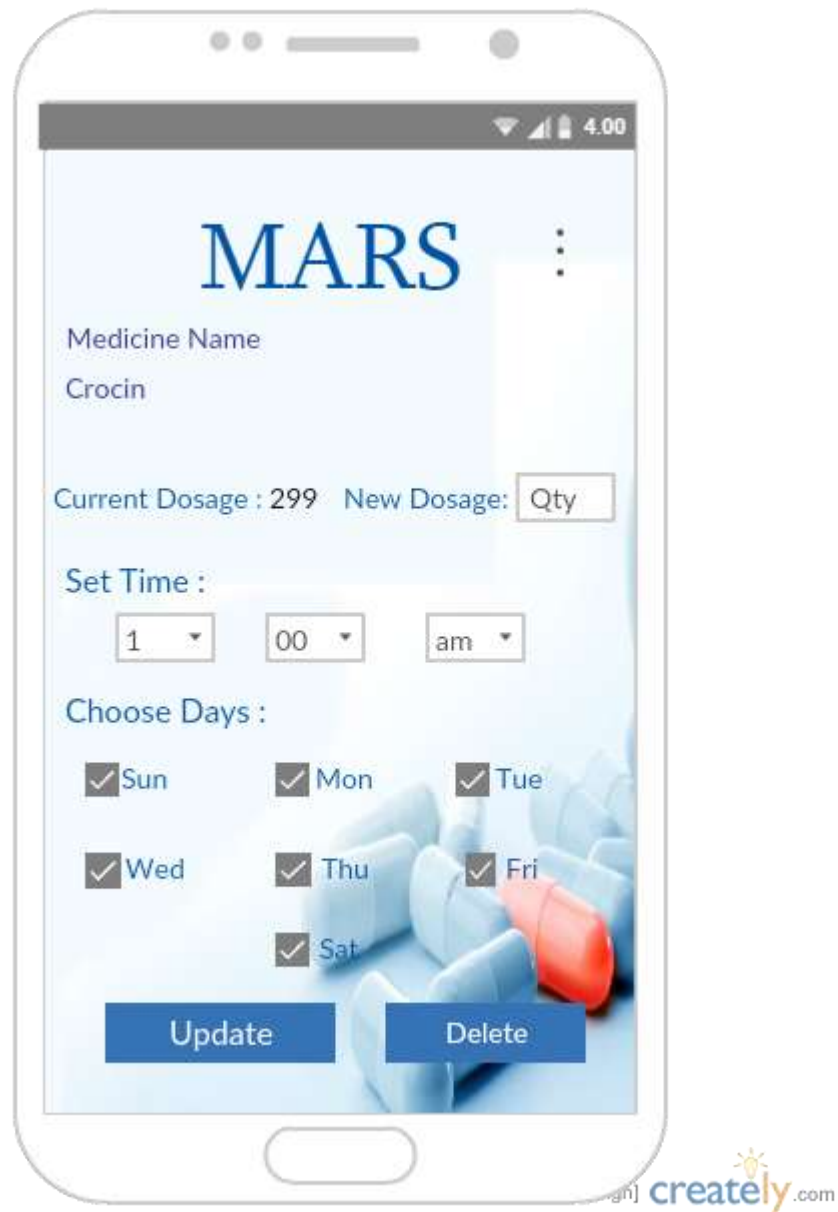 4.00
MARS
Medicine Name
Crocin
Current Dosage : 299 New Dosage: Qty
Set Time :
1 00 am
Choose Days :
Sun Mon Tue
Wed Thu Fri
Sat
Update Delete
creately.com